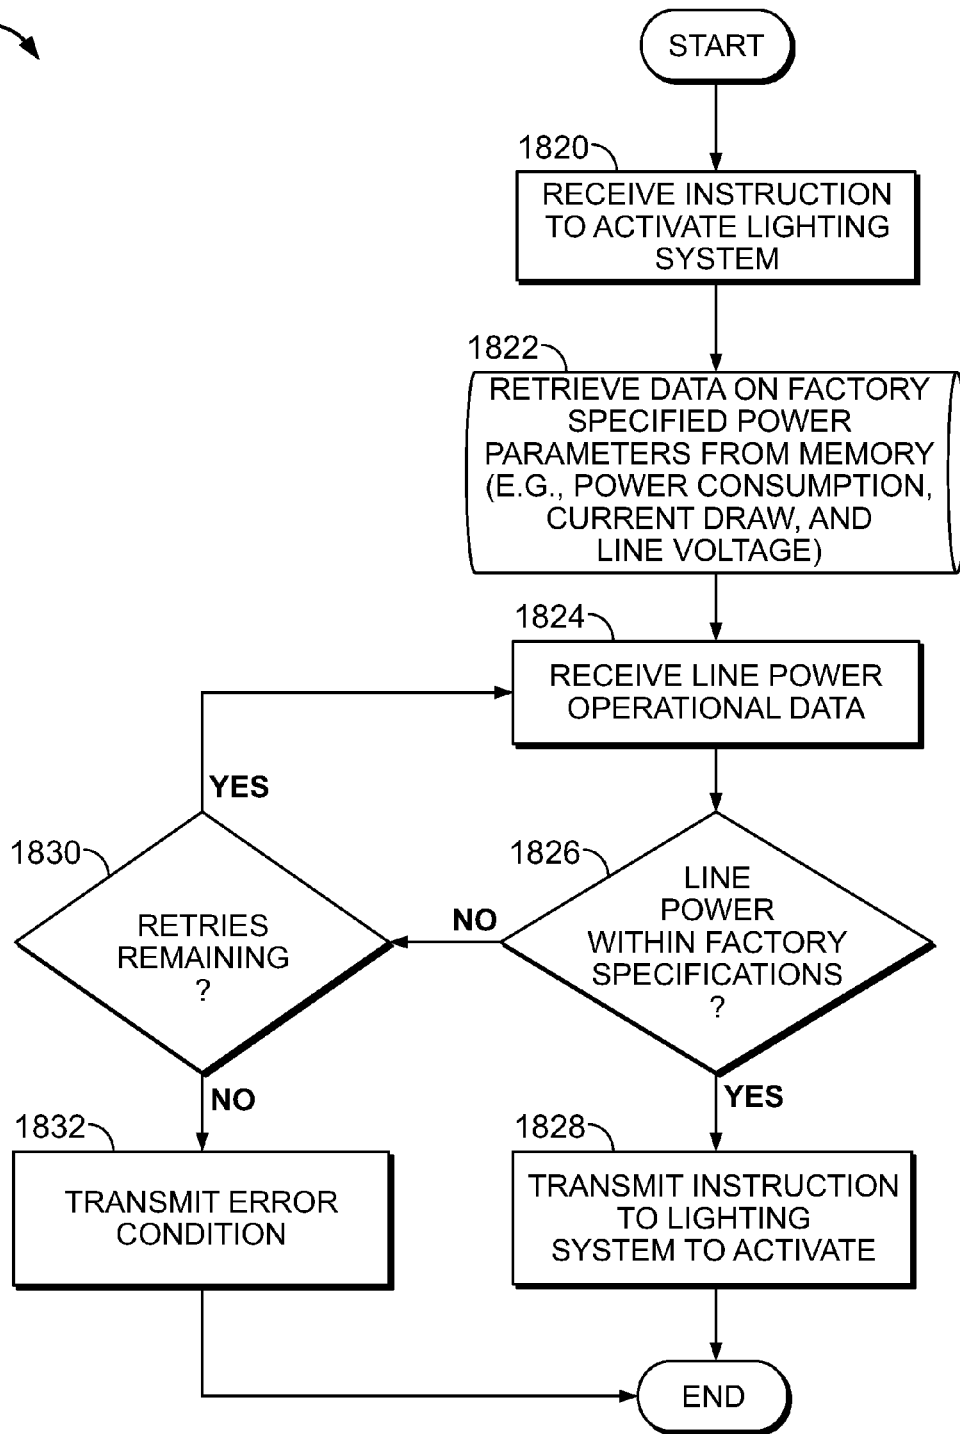 START
1820
RECEIVE INSTRUCTION
TO ACTIVATE LIGHTING
SYSTEM
1822
RETRIEVE DATA ON FACTORY
SPECIFIED POWER
PARAMETERS FROM MEMORY
(E.G., POWER CONSUMPTION,
CURRENT DRAW, AND
LINE VOLTAGE)
1824
RECEIVE LINE POWER
OPERATIONAL DATA
YES
1830
RETRIES
REMAINING
?
NO
1826
LINE
POWER
WITHIN FACTORY
SPECIFICATIONS
?
NO
YES
1832
TRANSMIT ERROR
CONDITION
1828
TRANSMIT INSTRUCTION
TO LIGHTING
SYSTEM TO ACTIVATE
END